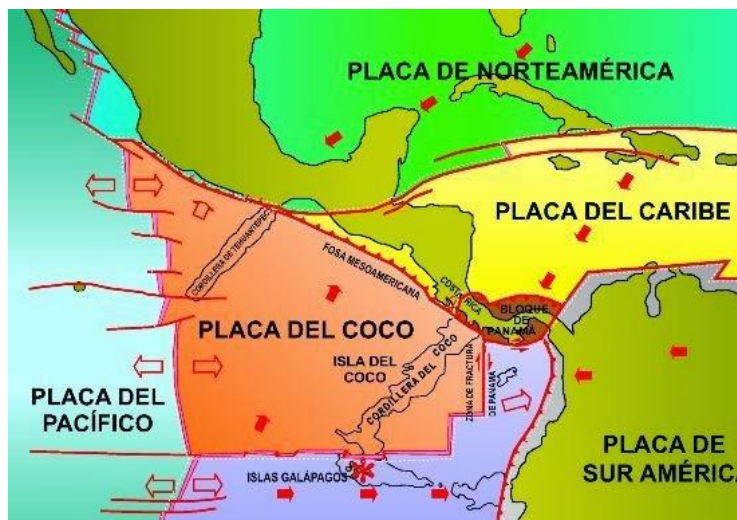 PLACA DE NORTEAMÉRICA
PLACA DEL CARIBE
CORDILLERA DE TEHUANTEPEC
FOSA MESOAMERICANA
COSTA RICA
BLOQUE
DE
PANAMÁ
PLACA DEL COCO
ISLA DEL
COCO
CORDILLERA DEL COCO
ZONA DE FRACTURA
DE PANAMÁ
PLACA DEL
PACÍFICO
PLACA DE
SUR AMÉRICA
ISLAS GALÁPAGOS